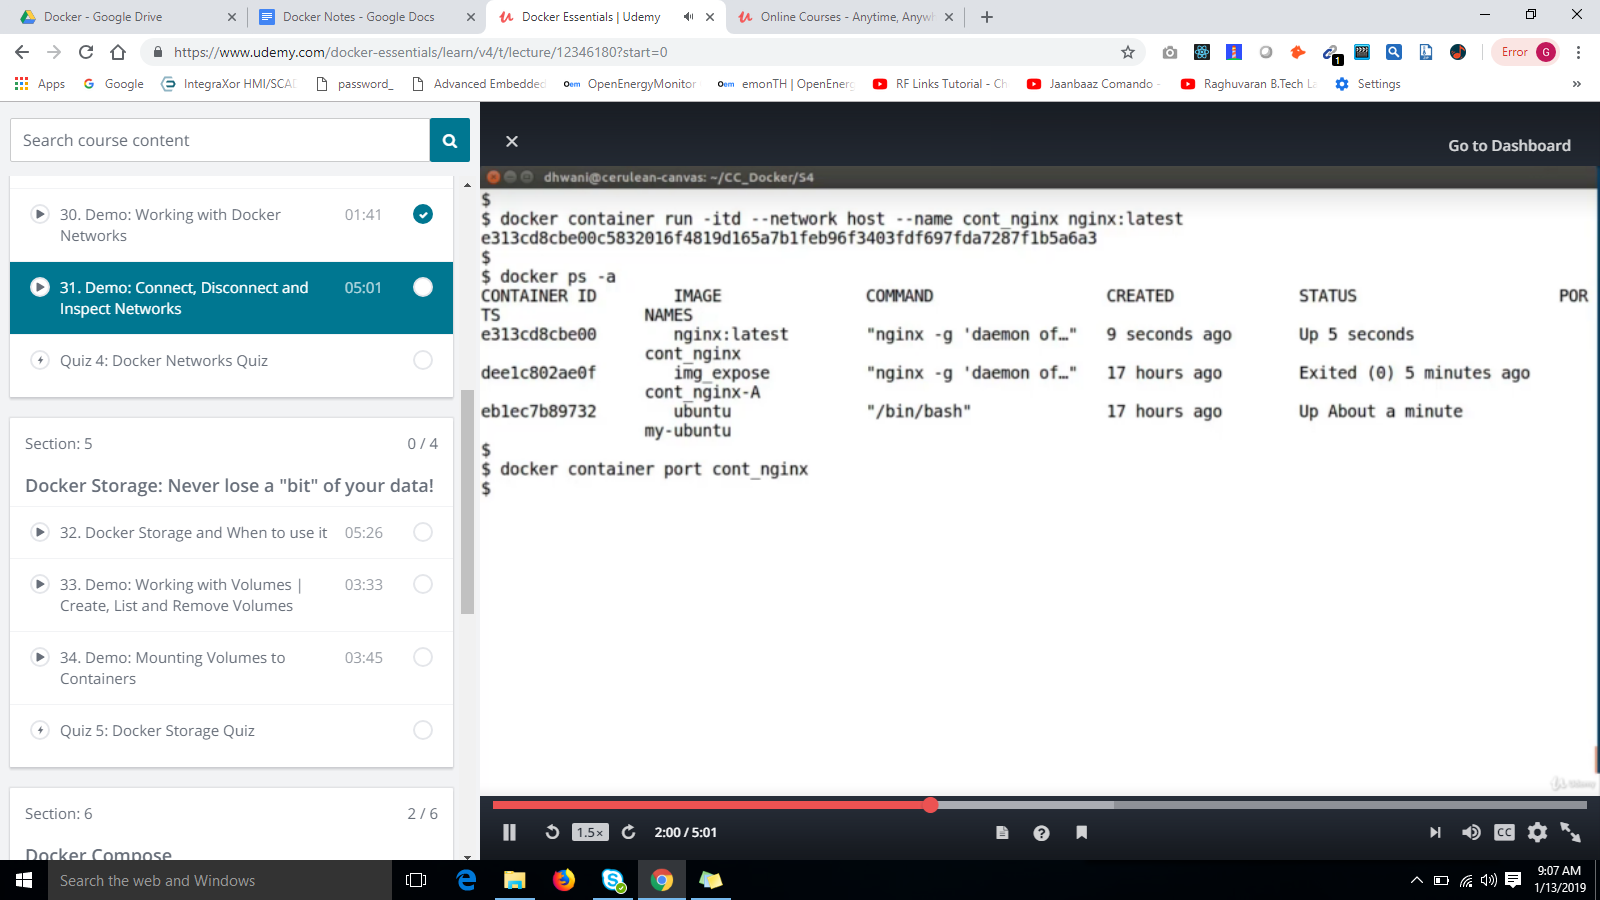 Docker - Google Drive
Docker Notes - Google Docs
Docker Essentials | Udemy
Online Courses - Anytime, Anywh
https://www.udemy.com/docker-essentials/learn/v4/t/lecture/12346180?start=0
1
Error G
Apps
Google
IntegraXor HMI/SCAD
password_
Advanced Embedded
OpenEnergyMonitor
emonTH | OpenEnerg
RF Links Tutorial - Ch
Jaanbaaz Comando -
Raghuvaran B.Tech La
Settings
»
Search course content
30. Demo: Working with Docker
Networks
01:41
31. Demo: Connect, Disconnect and
Inspect Networks
05:01
Quiz 4: Docker Networks Quiz
Section: 5
0 / 4
Docker Storage: Never lose a "bit" of your data!
32. Docker Storage and When to use it
05:26
33. Demo: Working with Volumes |
Create, List and Remove Volumes
03:33
34. Demo: Mounting Volumes to
Containers
03:45
Quiz 5: Docker Storage Quiz
Section: 6
2 / 6
Docker Compose
Go to Dashboard
dhwani@cerulean-canvas: ~/CC_Docker/S4
$
$ docker container run -itd --network host --name cont_nginx nginx:latest
e313cd8cbe00c5832016f4819d165a7b1feb96f3403fdf697fda7287f1b5a6a3
$
$ docker ps -a
CONTAINER ID IMAGE COMMAND CREATED STATUS POR
TS NAMES
e313cd8cbe00 nginx:latest "nginx -g 'daemon of…" 9 seconds ago Up 5 seconds
cont_nginx
dee1c802ae0f img_expose "nginx -g 'daemon of…" 17 hours ago Exited (0) 5 minutes ago
cont_nginx-A
eb1ec7b89732 ubuntu "/bin/bash" 17 hours ago Up About a minute
my-ubuntu
$
$ docker container port cont_nginx
$
Udemy
1.5×
2:00 / 5:01
CC
Search the web and Windows
9:07 AM
1/13/2019